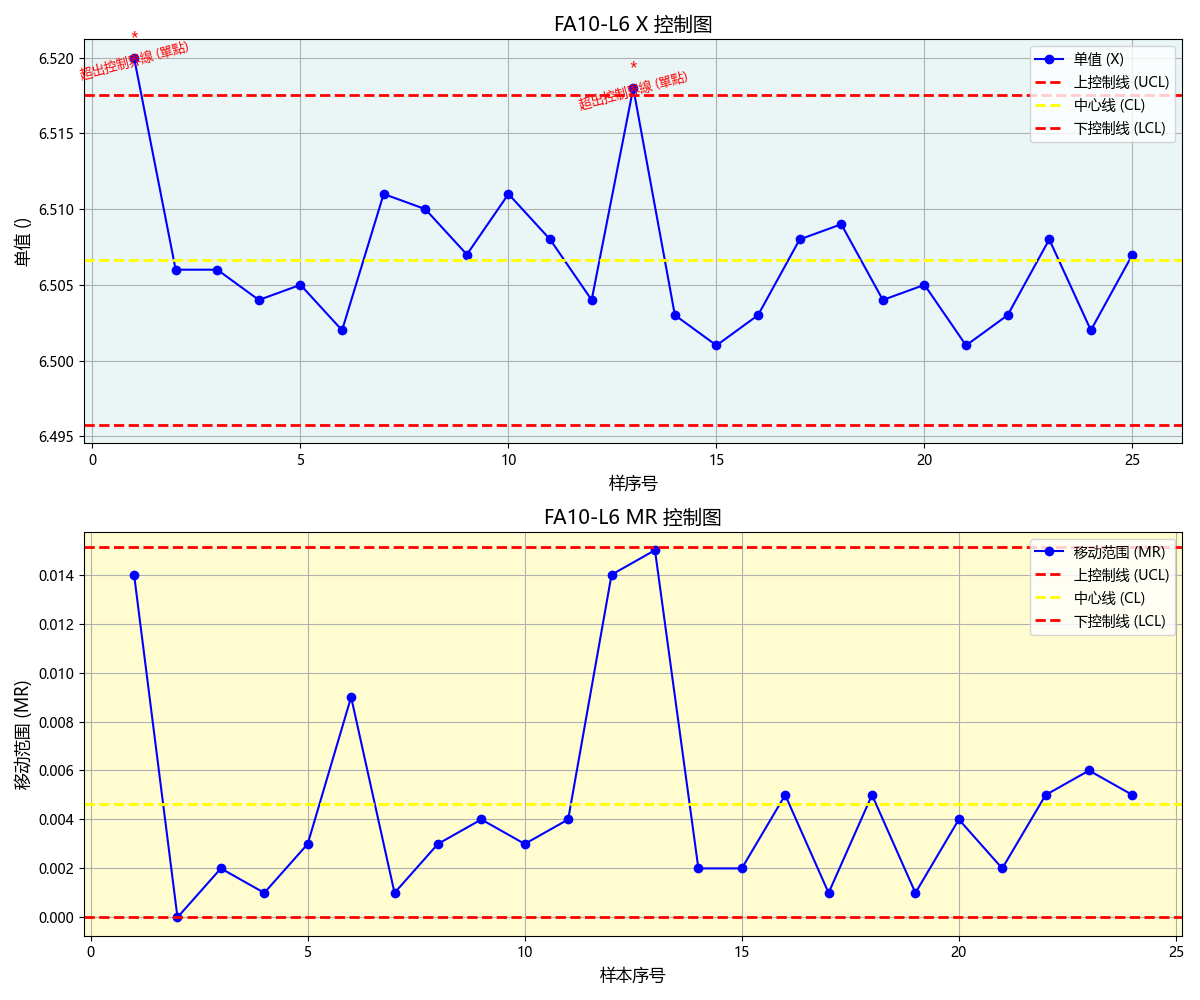 FA10-L6 X 控制图
*
超出控制界線 (單點)
*
超出控制界線 (單點)
单值 (X)
上控制线 (UCL)
中心线 (CL)
下控制线 (LCL)
单值 ()
6.520
6.515
6.510
6.505
6.500
6.495
0 5 10 15 20 25
样序号
FA10-L6 MR 控制图
移动范围 (MR)
上控制线 (UCL)
中心线 (CL)
下控制线 (LCL)
移动范围 (MR)
0.014
0.012
0.010
0.008
0.006
0.004
0.002
0.000
0 5 10 15 20 25
样本序号